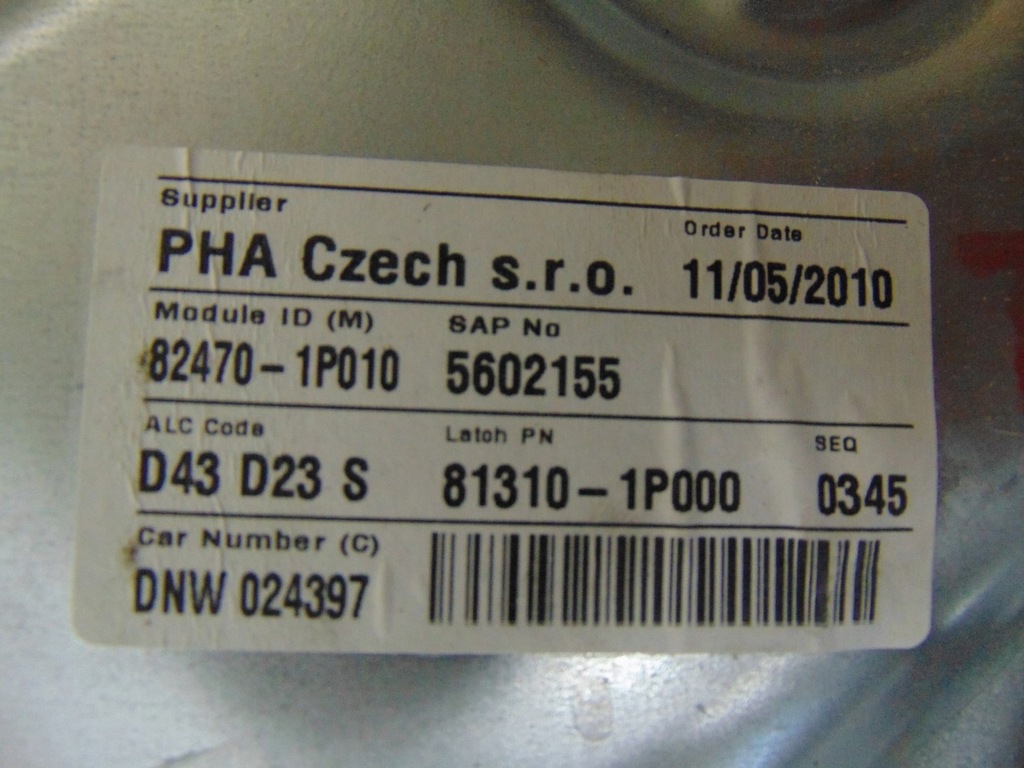 Supplier
Order Date
PHA Czech s.r.o. 11/05/2010
Module ID (M) SAP No
82470-1P010 5602155
ALC Code Latch PN SEQ
D43 D23 S 81310-1P000 0345
Car Number (C)
DNW 024397